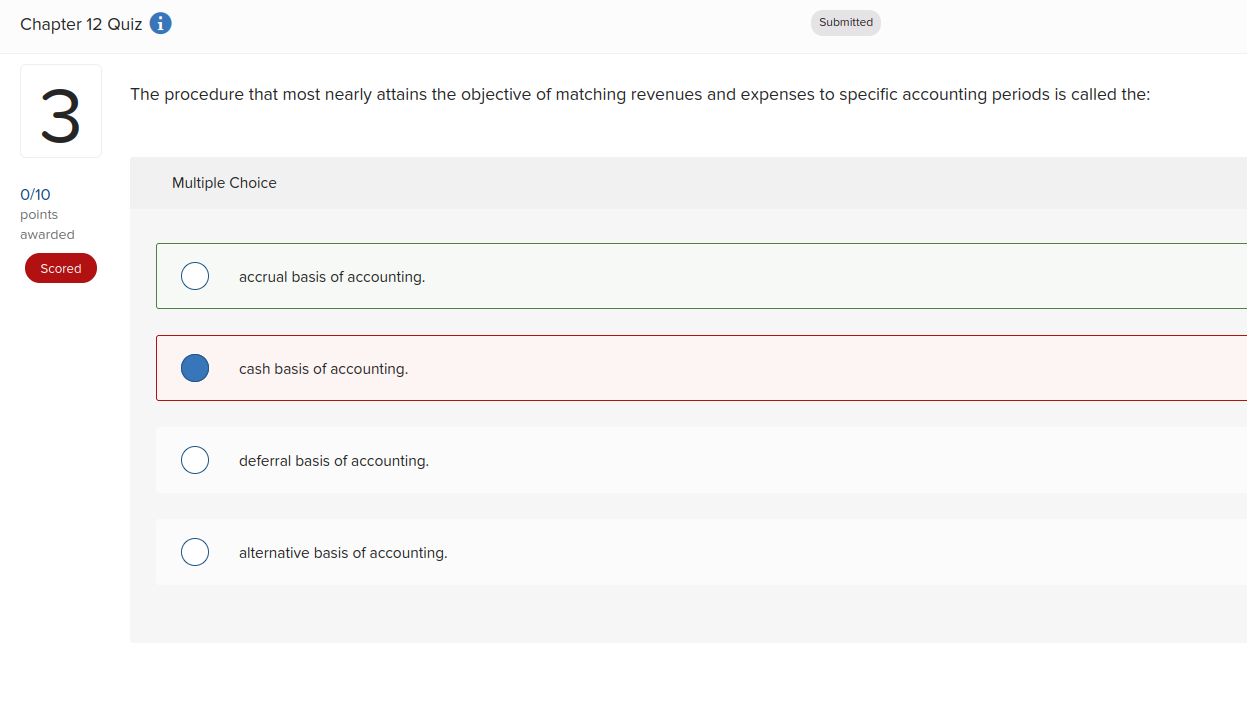 Chapter 12 Quiz i
Submitted
3
The procedure that most nearly attains the objective of matching revenues and expenses to specific accounting periods is called the:
0/10
points
awarded
Scored
Multiple Choice
accrual basis of accounting.
cash basis of accounting.
deferral basis of accounting.
alternative basis of accounting.